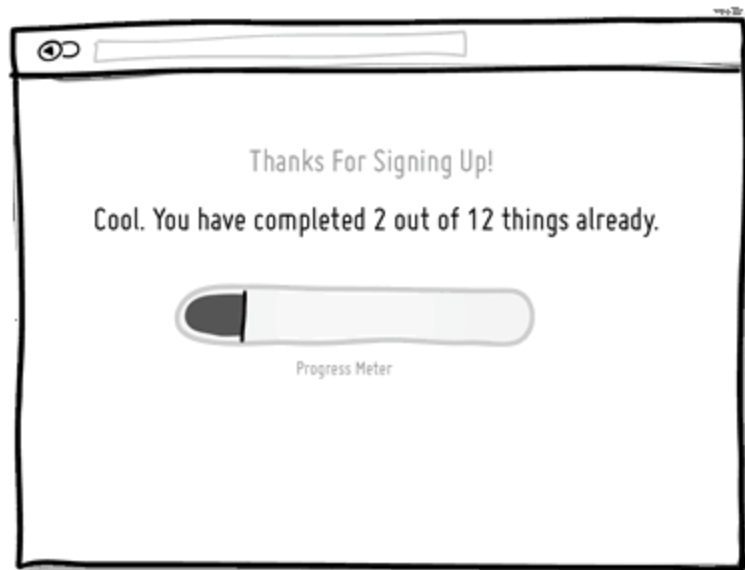 Thanks For Signing Up!
Cool. You have completed 2 out of 12 things already.
Progress Meter